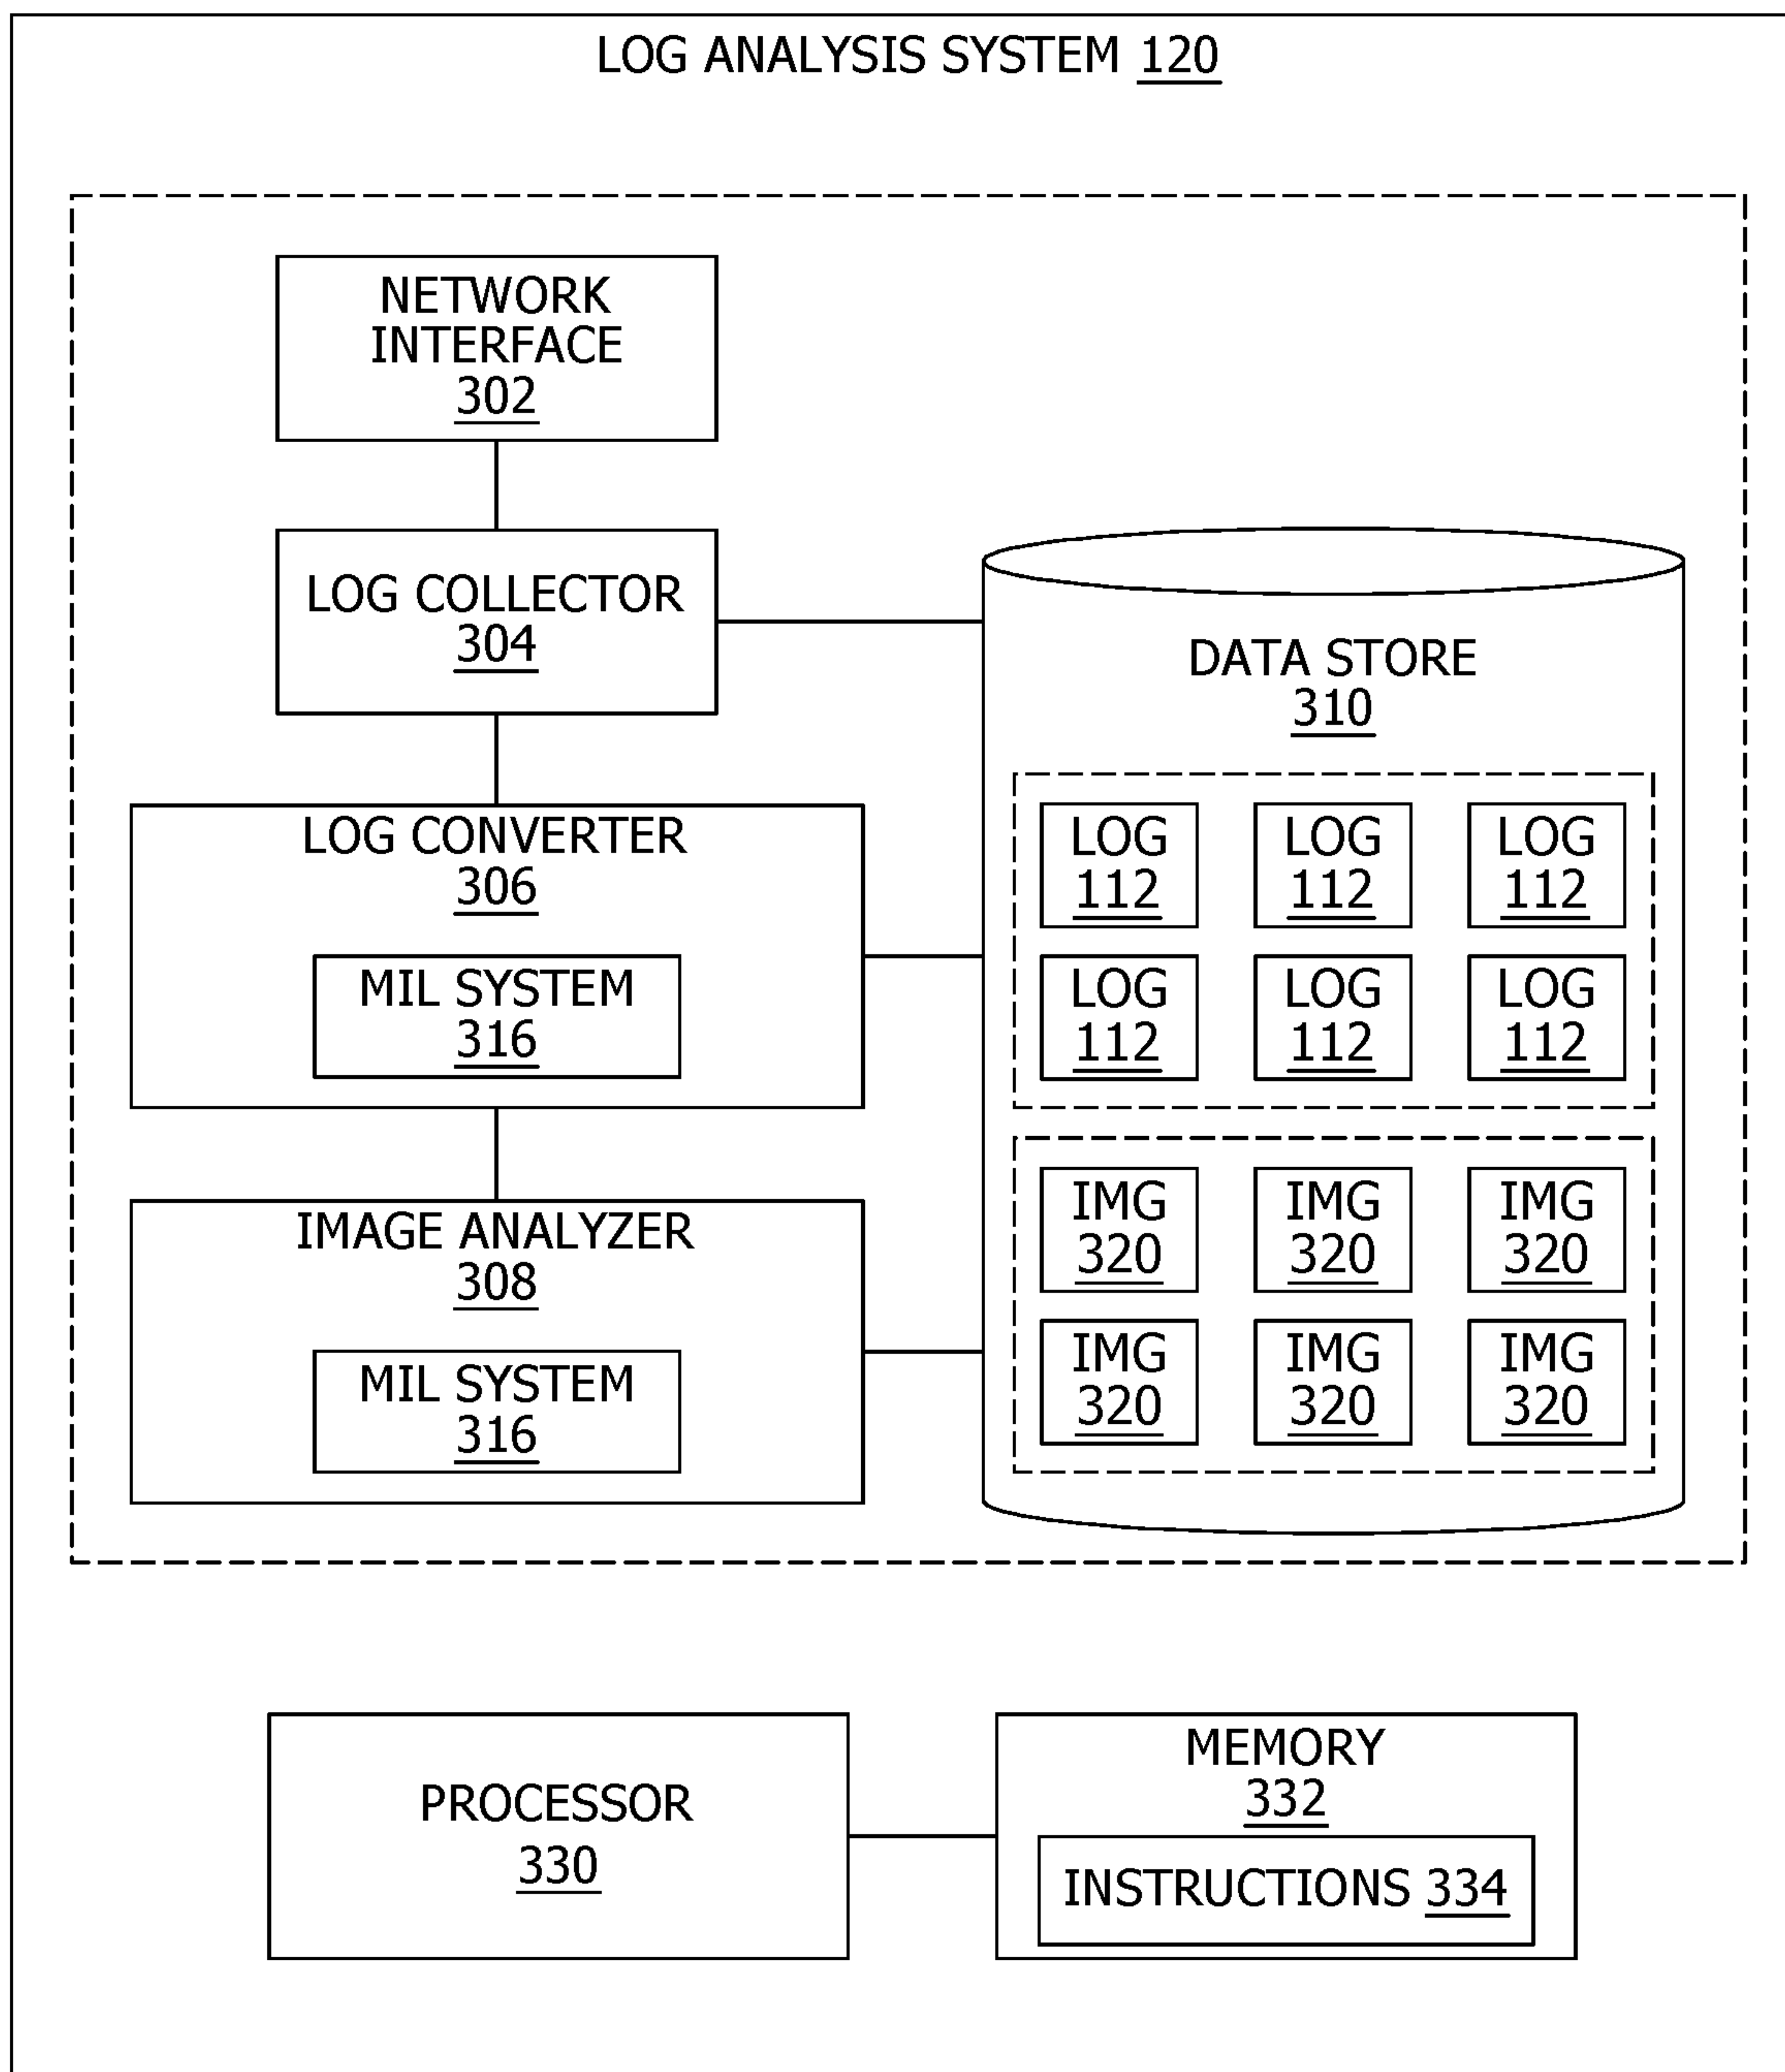 LOG ANALYSIS SYSTEM 120
NETWORK
INTERFACE
302
LOG COLLECTOR
304
LOG CONVERTER
306
MIL SYSTEM
316
IMAGE ANALYZER
308
MIL SYSTEM
316
DATA STORE
310
LOG LOG LOG
112 112 112
LOG LOG LOG
112 112 112
IMG IMG IMG
320 320 320
IMG IMG IMG
320 320 320
PROCESSOR
330
MEMORY
332
INSTRUCTIONS 334